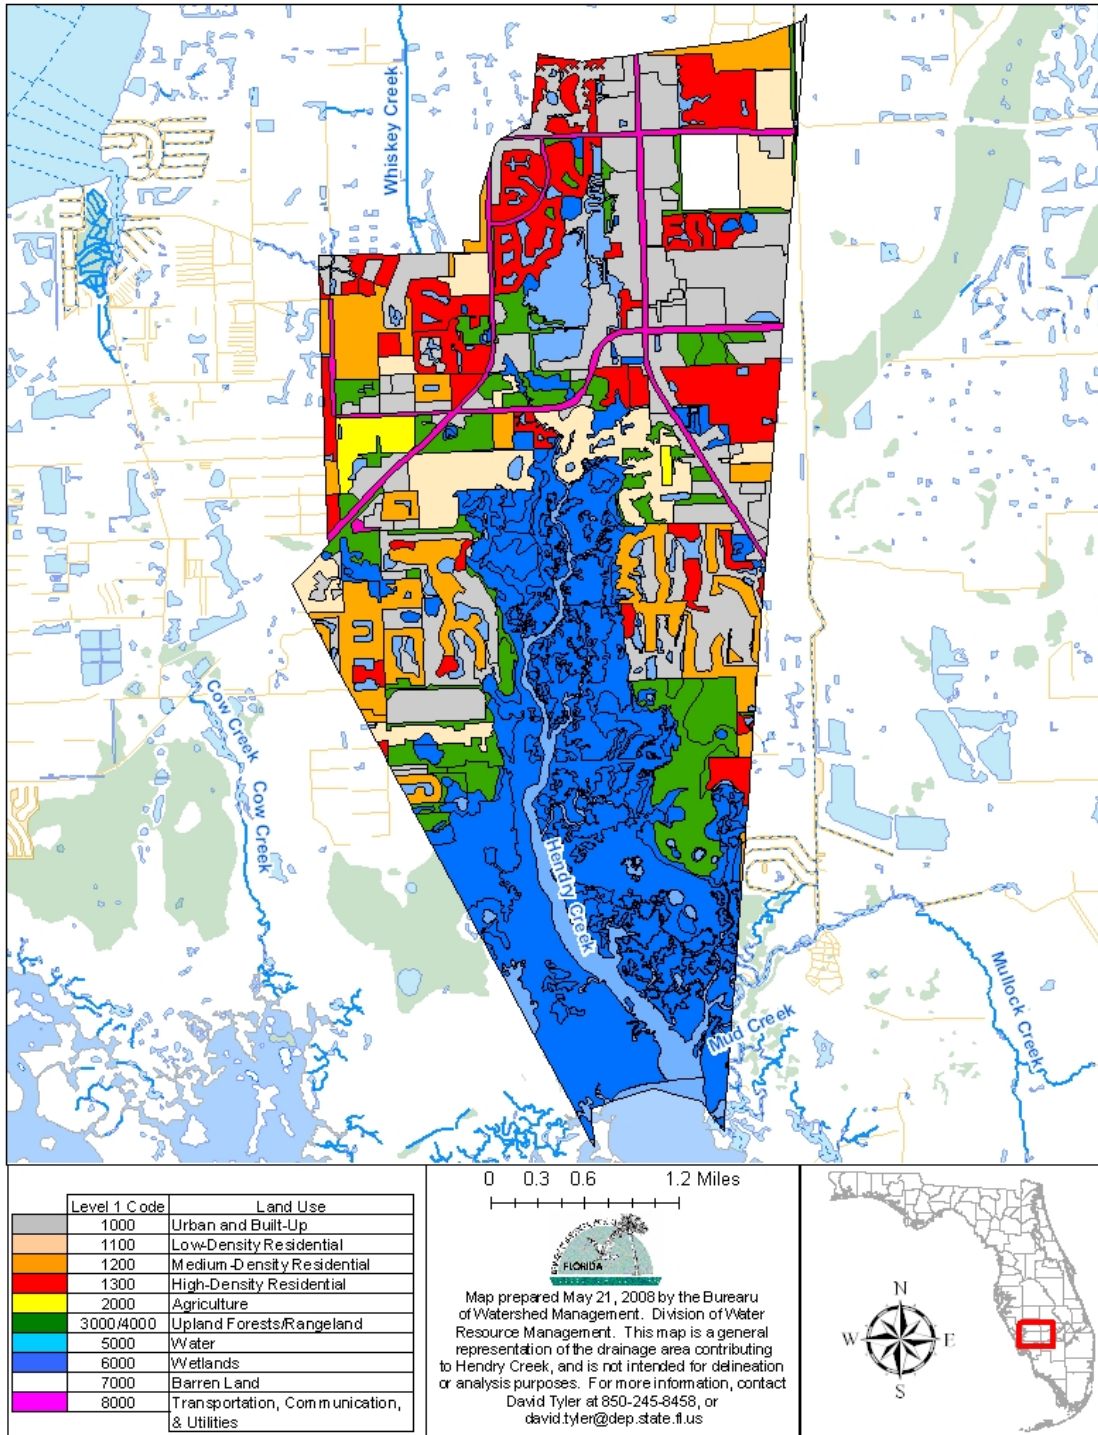 Whiskey Creek
Cow Creek
Cow Creek
Hendry Creek
Mud Creek
Mullock Creek
Level 1 Code Land Use
1000 Urban and Built-Up
1100 Low-Density Residential
1200 Medium-Density Residential
1300 High-Density Residential
2000 Agriculture
3000/4000 Upland Forests/Rangeland
5000 Water
6000 Wetlands
7000 Barren Land
8000 Transportation, Communication,
& Utilities
0 0.3 0.6 1.2 Miles
FLORIDA
Map prepared May 21, 2008 by the Burearu
of Watershed Management. Division of Water
Resource Management. This map is a general
representation of the drainage area contributing
to Hendry Creek, and is not intended for delineation
or analysis purposes. For more information, contact
David Tyler at 850-245-8458, or
david.tyler@dep.state.fl.us
N
W E
S